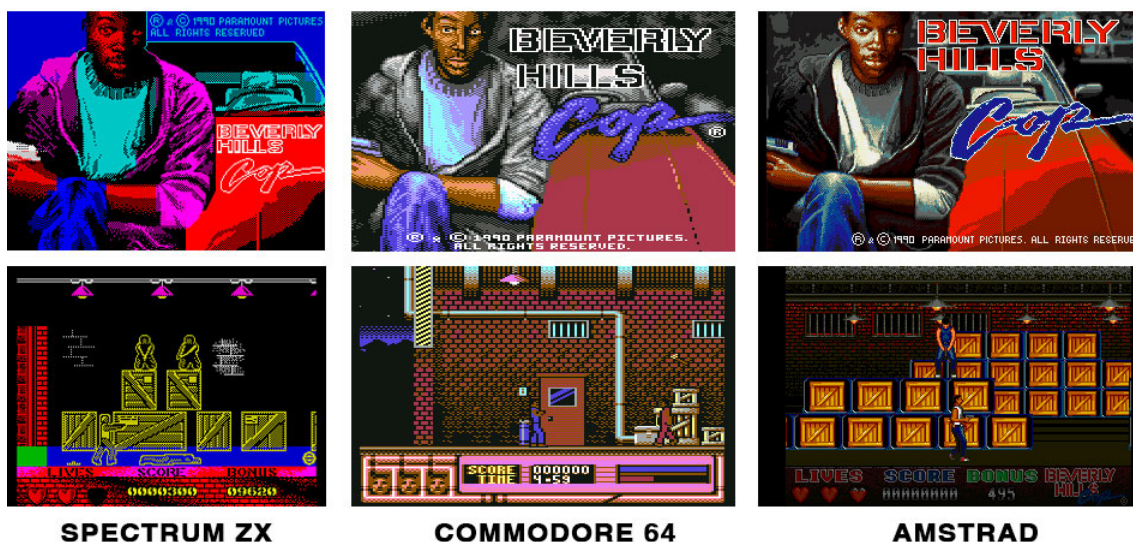 ® & © 1990 PARAMOUNT PICTURES
ALL RIGHTS RESERVED
BEVERLY
HILLS
Cop
BEVERLY
HILLS
Cop®
® & © 1990 PARAMOUNT PICTURES.
ALL RIGHTS RESERVED.
BEVERLY
HILLS
Cop
® & © 1990 PARAMOUNT PICTURES. ALL RIGHTS RESERVE
LIVES SCORE BONUS
0000300 09620
SCORE 000000
TIME 4.59
LIVES SCORE BONUS BEVERLY
HILLS
00000000 495
SPECTRUM ZX COMMODORE 64 AMSTRAD